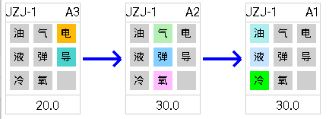 JZJ-1 A3
油 气 电
液 弹 导
冷 氧
20.0
JZJ-1 A2
油 气 电
液 弹 导
冷 氧
30.0
JZJ-1 A1
油 气 电
液 弹 导
冷 氧
30.0